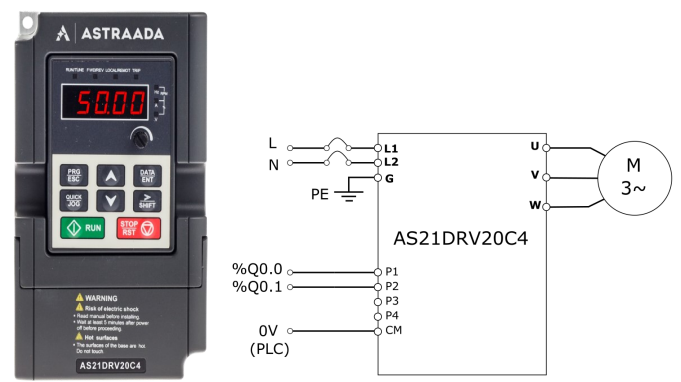 ASTRAADA
RUN/TUNE FWD/REV LOCAL/REMOT TRIP
Hz
RPM
A
%
V
50.00
PRG
ESC
DATA
ENT
QUICK
JOG
SHIFT
RUN
STOP
RST
WARNING
Risk of electric shock
• Read manual before installing.
• Wait at least 5 minutes after power
off before proceeding.
Hot surfaces
• The surfaces of the base are hot.
Do not touch.
AS21DRV20C4
L
N
PE
L1
L2
G
U
V
W
M
3~
AS21DRV20C4
%Q0.0
%Q0.1
0V
(PLC)
P1
P2
P3
P4
CM